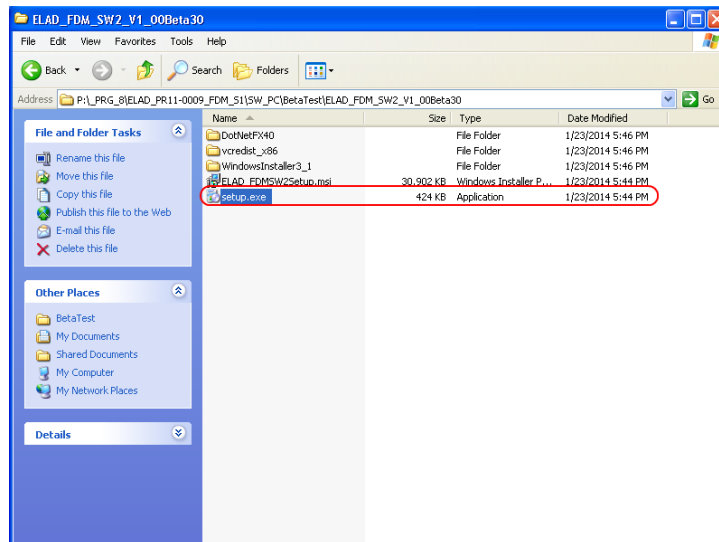 ELAD_FDM_SW2_V1_00Beta30
File Edit View Favorites Tools Help
Back Search Folders
Address P:\_PRG_8\ELAD_PR11-0009_FDM_S1\SW_PC\BetaTest\ELAD_FDM_SW2_V1_00Beta30 Go
Name Size Type Date Modified
File and Folder Tasks
Rename this file
Move this file
Copy this file
Publish this file to the Web
E-mail this file
Delete this file
Other Places
BetaTest
My Documents
Shared Documents
My Computer
My Network Places
Details
DotNetFX40 File Folder 1/23/2014 5:46 PM
vcredist_x86 File Folder 1/23/2014 5:46 PM
WindowsInstaller3_1 File Folder 1/23/2014 5:46 PM
ELAD_FDMSW2Setup.msi 30.902 KB Windows Installer P... 1/23/2014 5:44 PM
setup.exe 424 KB Application 1/23/2014 5:44 PM